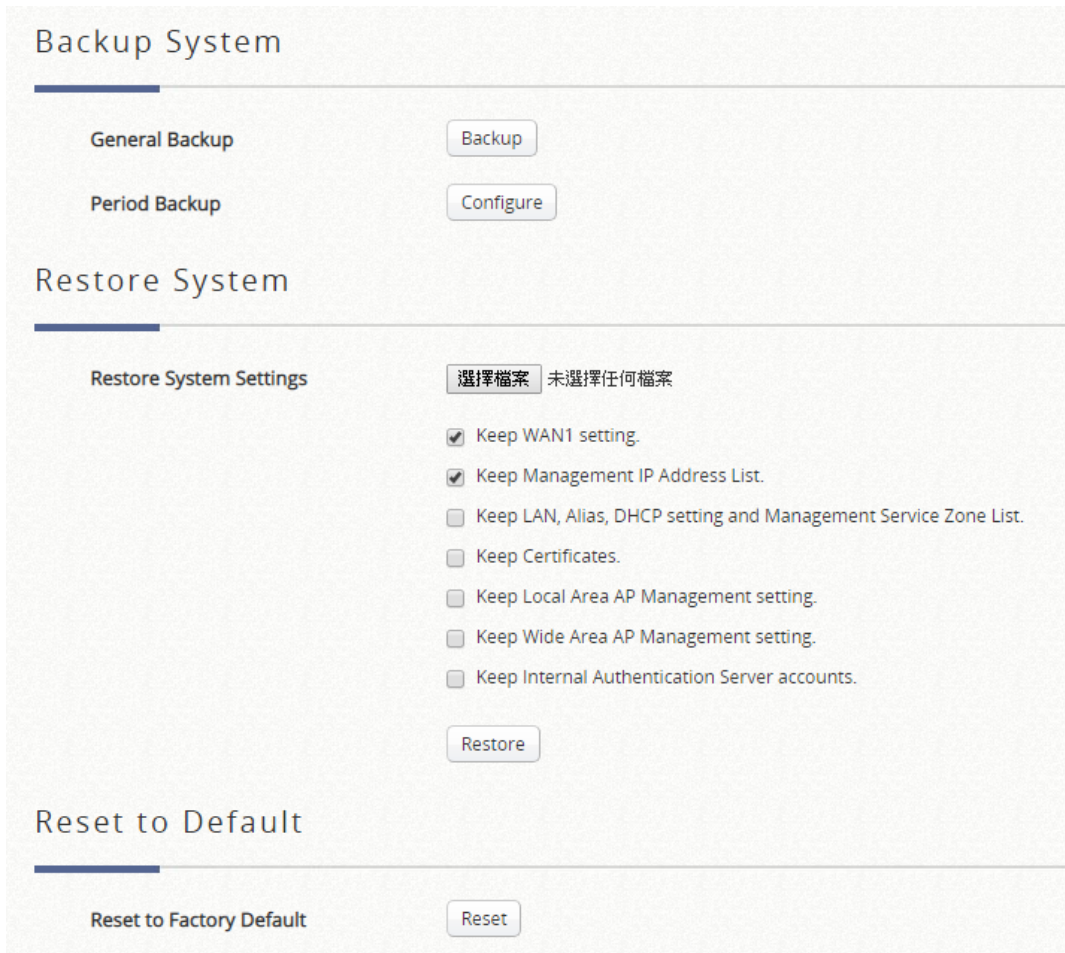 Backup System
General Backup Backup
Period Backup Configure
Restore System
Restore System Settings 選擇檔案 未選擇任何檔案
Keep WAN1 setting.
Keep Management IP Address List.
Keep LAN, Alias, DHCP setting and Management Service Zone List.
Keep Certificates.
Keep Local Area AP Management setting.
Keep Wide Area AP Management setting.
Keep Internal Authentication Server accounts.
Restore
Reset to Default
Reset to Factory Default Reset